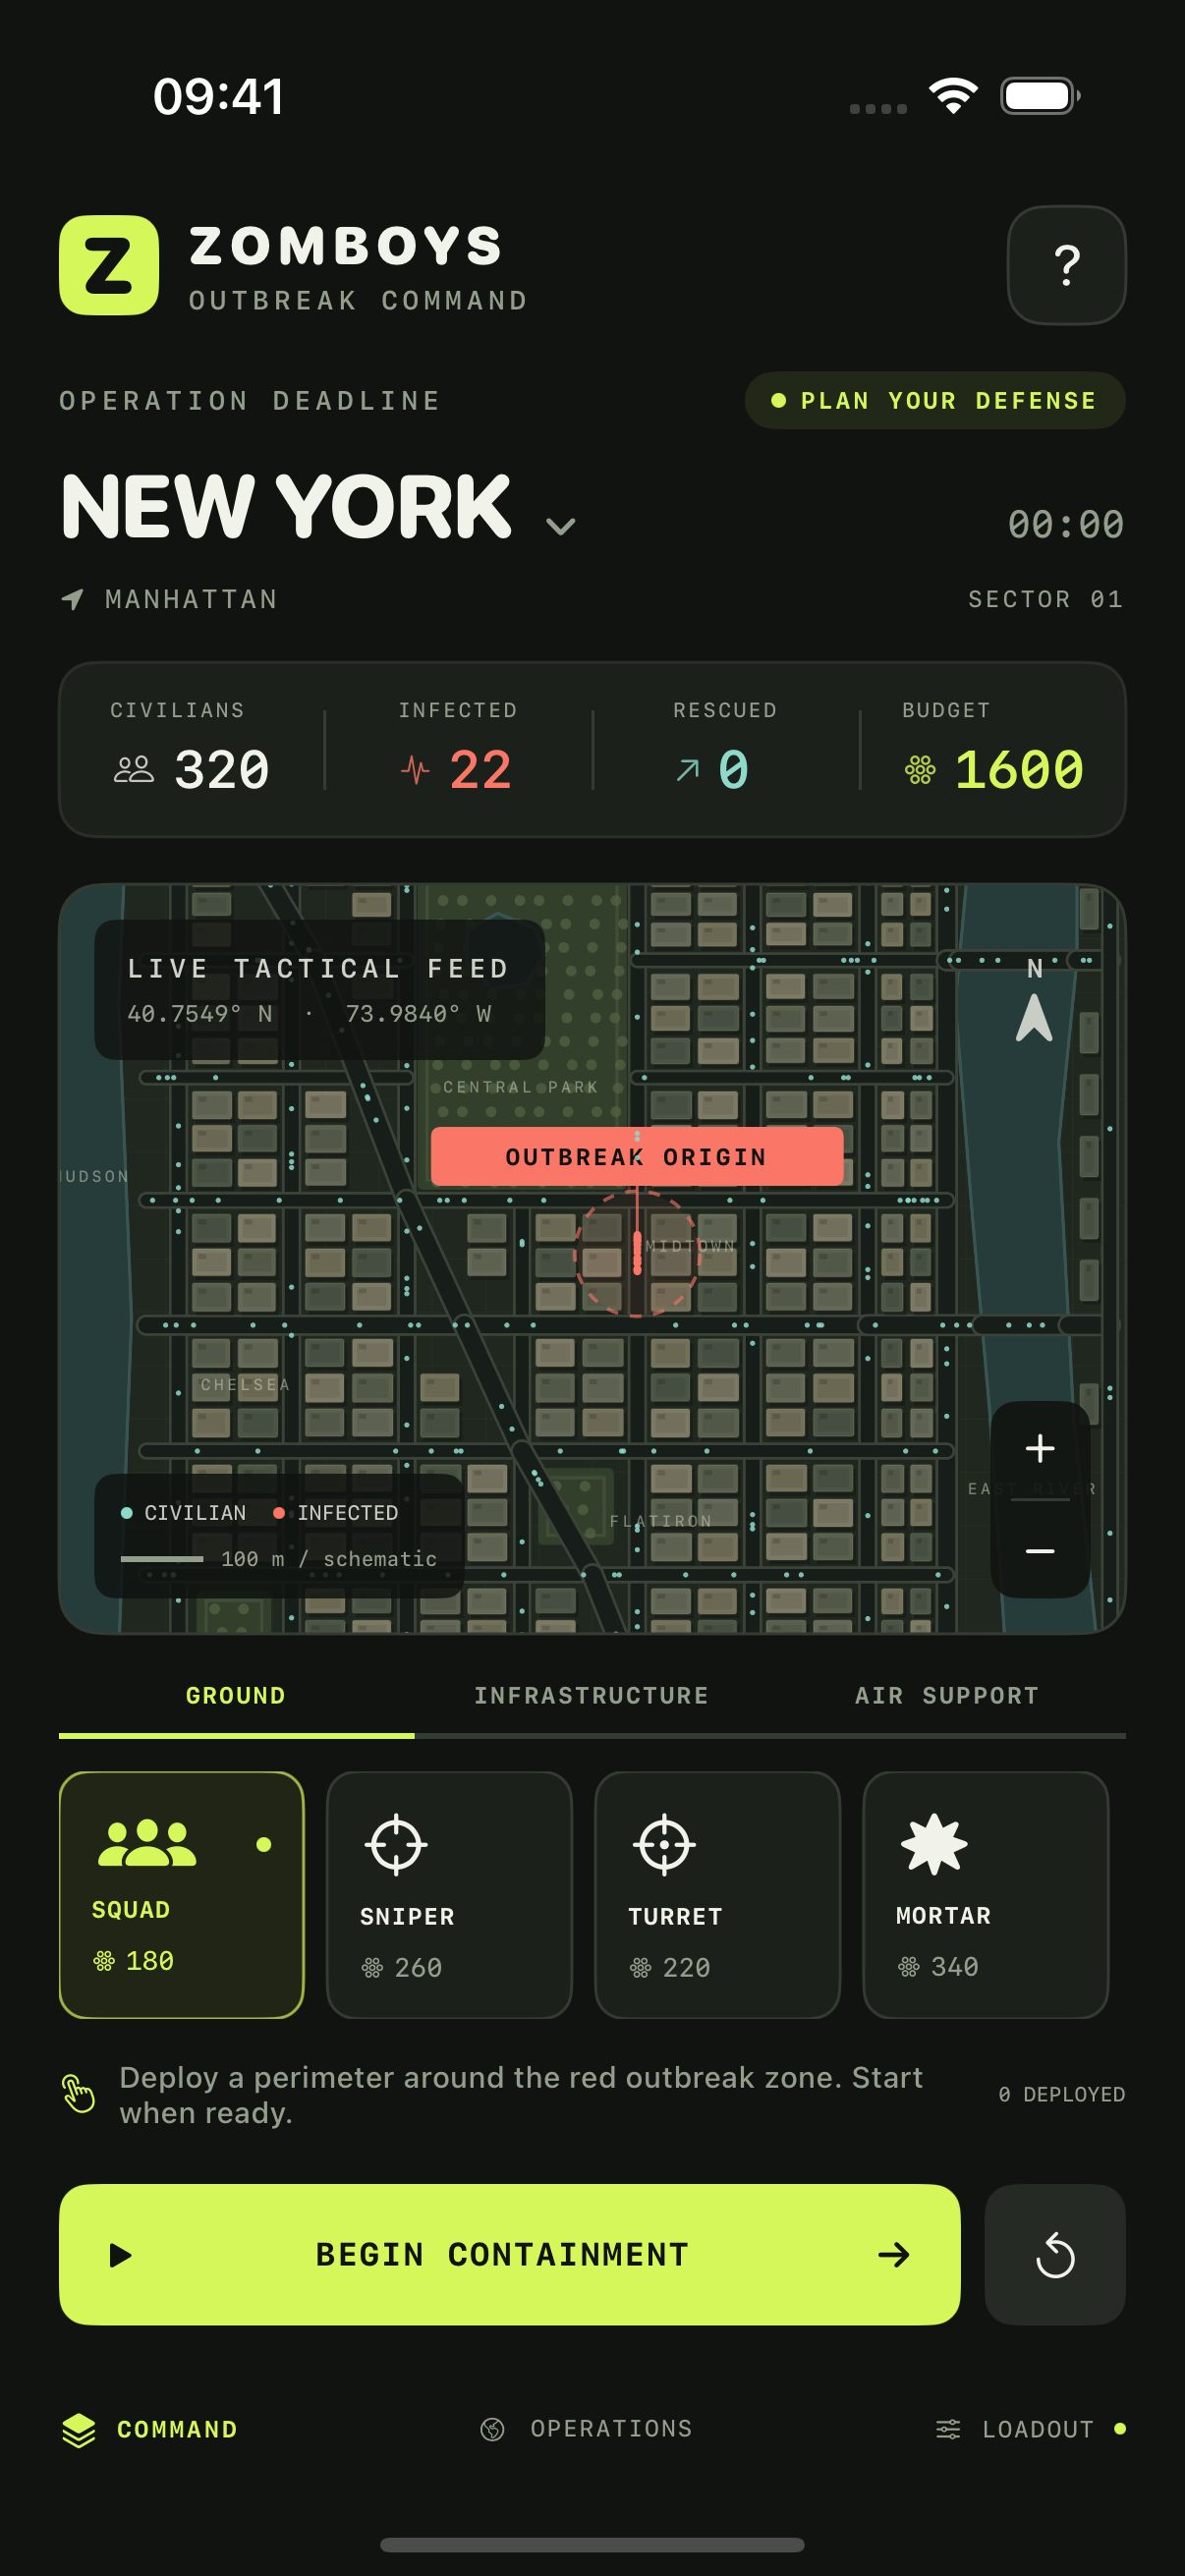 09:41
Z
ZOMBOYS
OUTBREAK COMMAND
?
OPERATION DEADLINE
PLAN YOUR DEFENSE
NEW YORK
00:00
MANHATTAN
SECTOR 01
CIVILIANS
INFECTED
RESCUED
BUDGET
320
22
0
1600
LIVE TACTICAL FEED
40.7549° N · 73.9840° W
N
CENTRAL PARK
OUTBREAK ORIGIN
UDSON
MIDTOWN
CHELSEA
EAST RIVER
FLATIRON
CIVILIAN
INFECTED
100 m / schematic
GROUND
INFRASTRUCTURE
AIR SUPPORT
SQUAD
180
SNIPER
260
TURRET
220
MORTAR
340
Deploy a perimeter around the red outbreak zone. Start
when ready.
0 DEPLOYED
BEGIN CONTAINMENT
COMMAND
OPERATIONS
LOADOUT